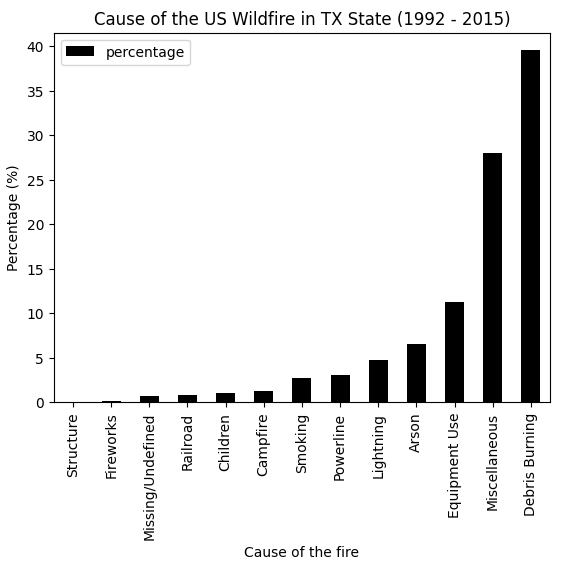 Cause of the US Wildfire in TX State (1992 - 2015)
percentage
Percentage (%)
40
35
30
25
20
15
10
5
0
Structure
Fireworks
Missing/Undefined
Railroad
Children
Campfire
Smoking
Powerline
Lightning
Arson
Equipment Use
Miscellaneous
Debris Burning
Cause of the fire